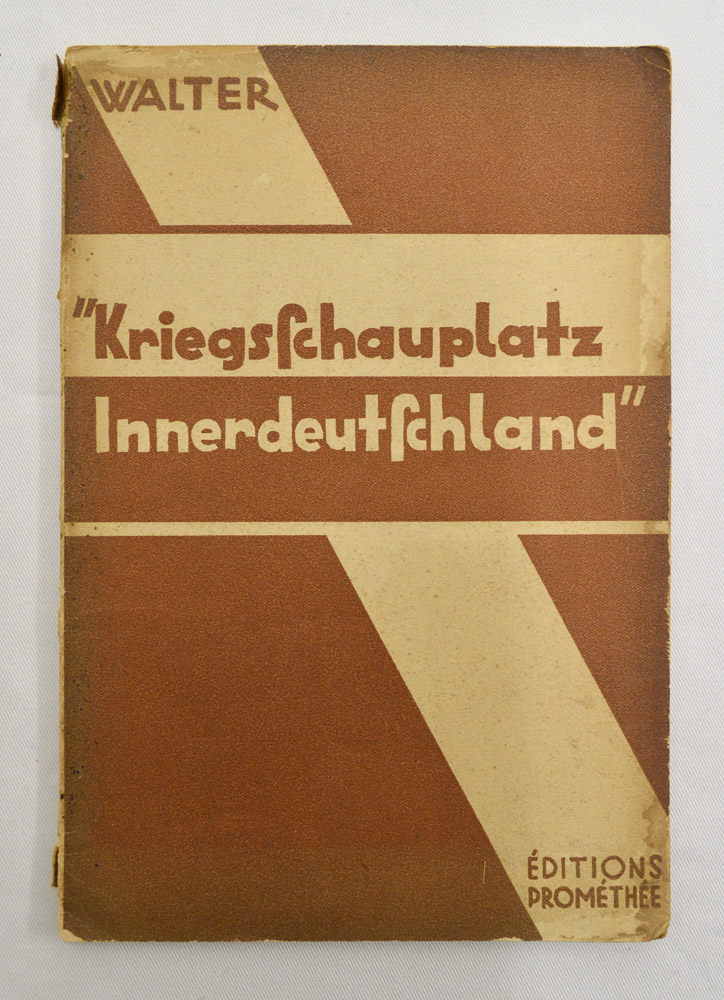 WALTER
"Kriegsſchauplatz
Innerdeutſchland"
ÉDITIONS
PROMÉTHÉE